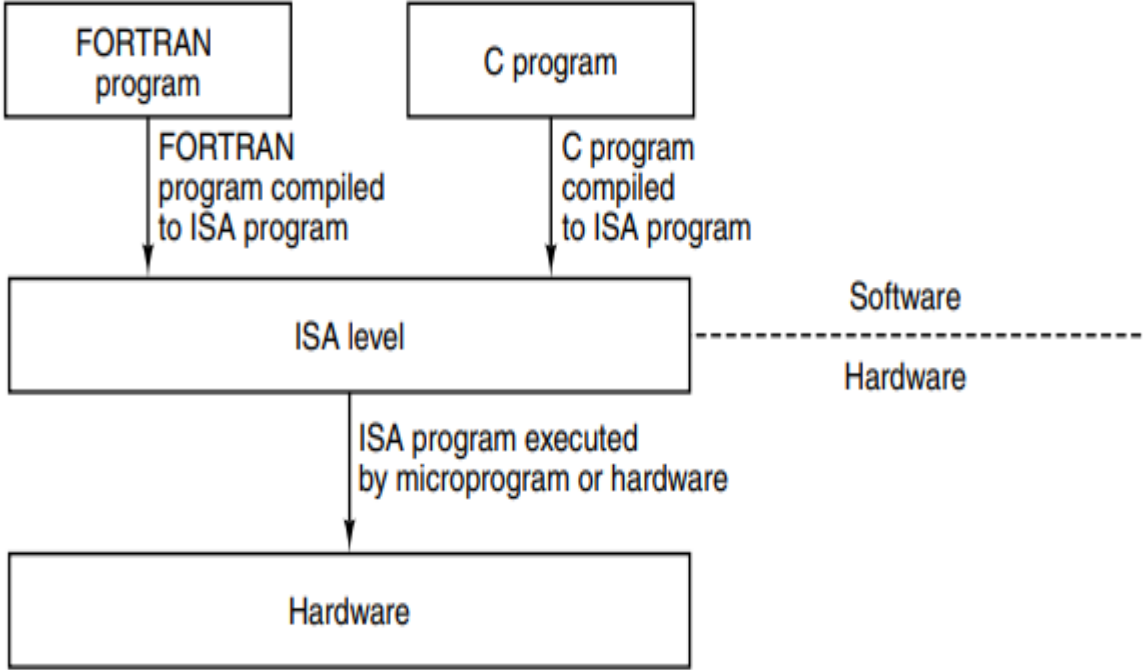 FORTRAN
program
C program
FORTRAN
program compiled
to ISA program
C program
compiled
to ISA program
ISA level
Software
Hardware
ISA program executed
by microprogram or hardware
Hardware